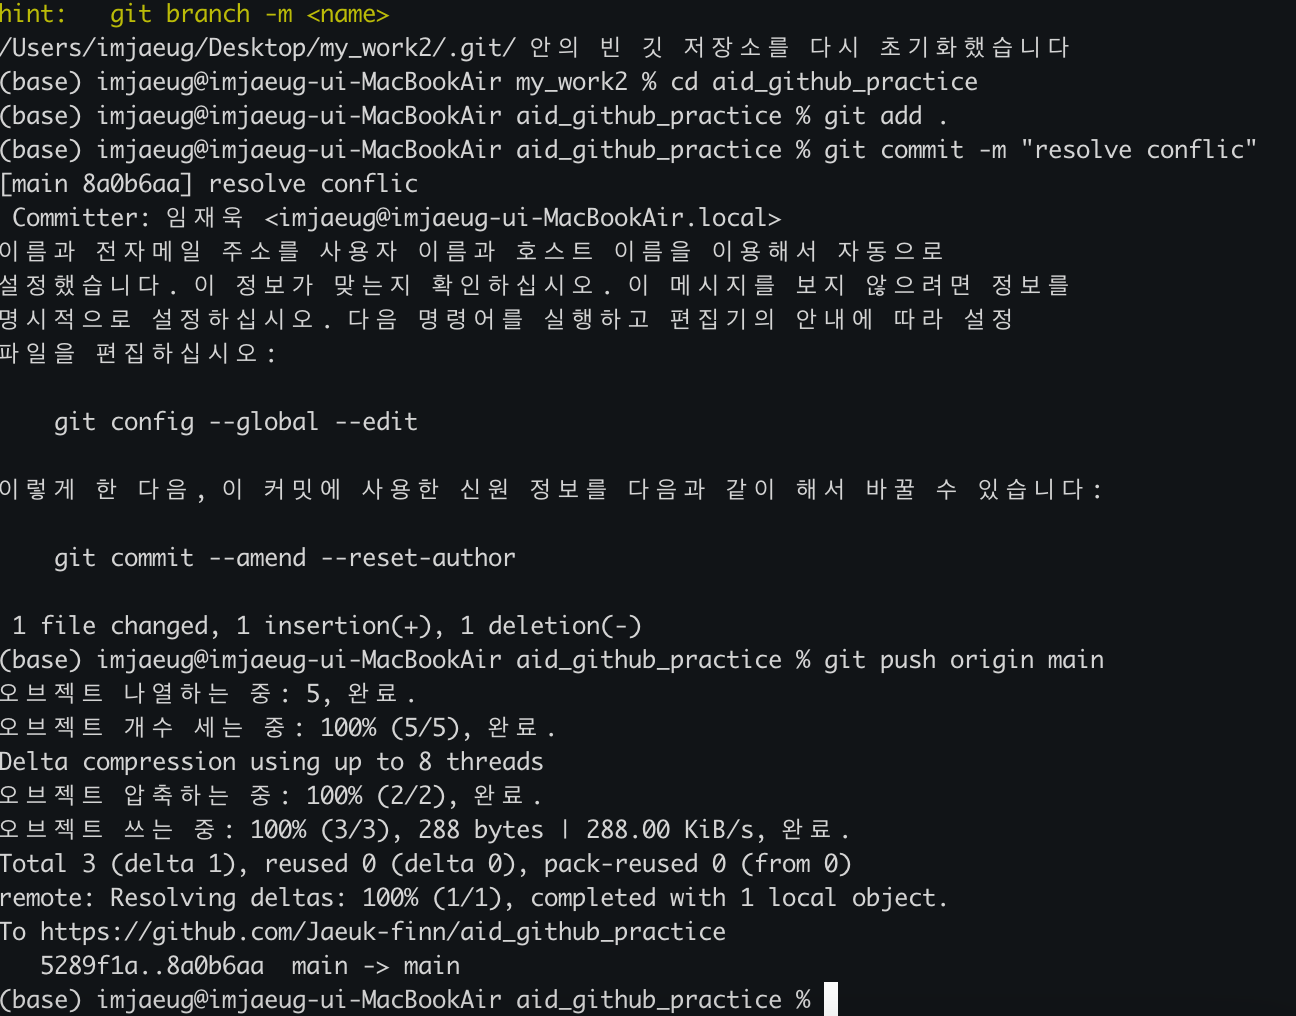 hint:   git branch -m <name>
/Users/imjaeug/Desktop/my_work2/.git/ 안의 빈 깃 저장소를 다시 초기화했습니다
(base) imjaeug@imjaeug-ui-MacBookAir my_work2 % cd aid_github_practice
(base) imjaeug@imjaeug-ui-MacBookAir aid_github_practice % git add .
(base) imjaeug@imjaeug-ui-MacBookAir aid_github_practice % git commit -m "resolve conflic"
[main 8a0b6aa] resolve conflic
 Committer: 임재욱 <imjaeug@imjaeug-ui-MacBookAir.local>
이름과 전자메일 주소를 사용자 이름과 호스트 이름을 이용해서 자동으로
설정했습니다. 이 정보가 맞는지 확인하십시오. 이 메시지를 보지 않으려면 정보를
명시적으로 설정하십시오. 다음 명령어를 실행하고 편집기의 안내에 따라 설정
파일을 편집하십시오:

    git config --global --edit

이렇게 한 다음, 이 커밋에 사용한 신원 정보를 다음과 같이 해서 바꿀 수 있습니다:

    git commit --amend --reset-author

 1 file changed, 1 insertion(+), 1 deletion(-)
(base) imjaeug@imjaeug-ui-MacBookAir aid_github_practice % git push origin main
오브젝트 나열하는 중: 5, 완료.
오브젝트 개수 세는 중: 100% (5/5), 완료.
Delta compression using up to 8 threads
오브젝트 압축하는 중: 100% (2/2), 완료.
오브젝트 쓰는 중: 100% (3/3), 288 bytes | 288.00 KiB/s, 완료.
Total 3 (delta 1), reused 0 (delta 0), pack-reused 0 (from 0)
remote: Resolving deltas: 100% (1/1), completed with 1 local object.
To https://github.com/Jaeuk-finn/aid_github_practice
   5289f1a..8a0b6aa  main -> main
(base) imjaeug@imjaeug-ui-MacBookAir aid_github_practice %